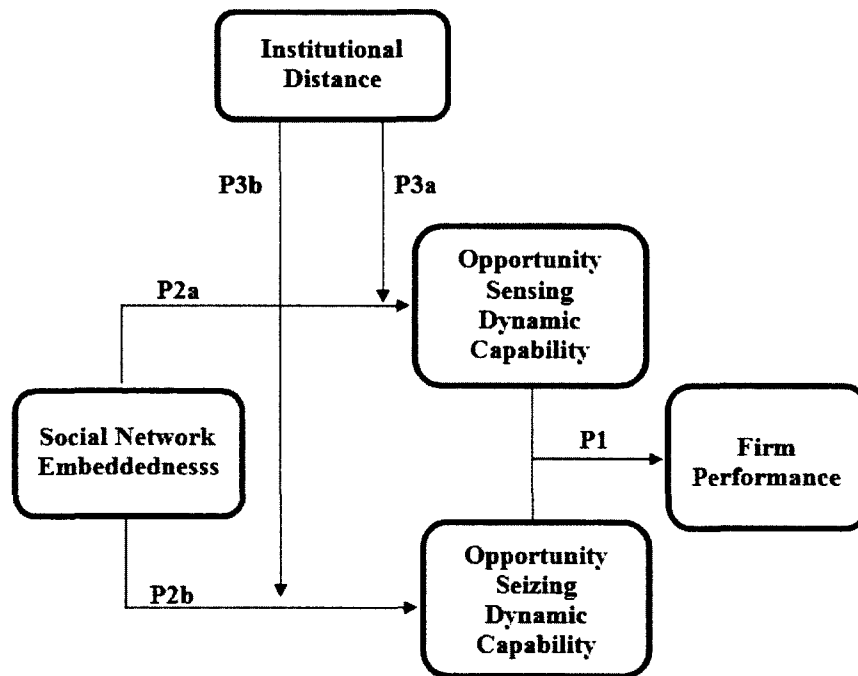 Institutional
Distance
P3b
P3a
P2a
Opportunity
Sensing
Dynamic
Capability
Social Network
Embeddednesss
P1
Firm
Performance
P2b
Opportunity
Seizing
Dynamic
Capability